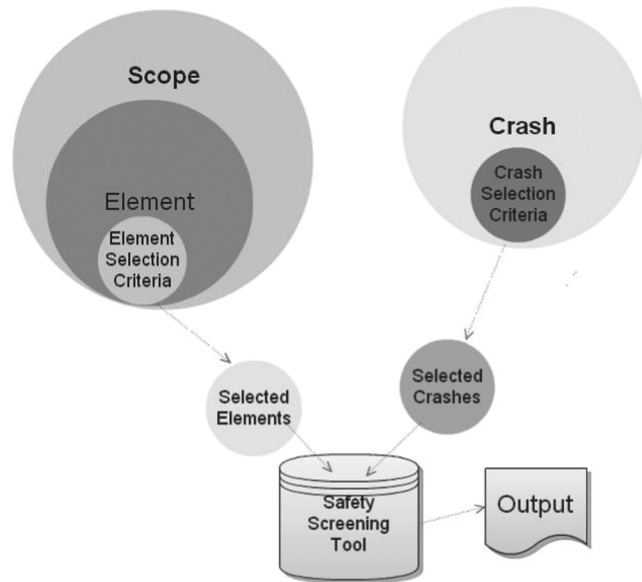 Scope
Element
Element
Selection
Criteria
Crash
Crash
Selection
Criteria
Selected
Elements
Selected
Crashes
Safety
Screening
Tool
Output